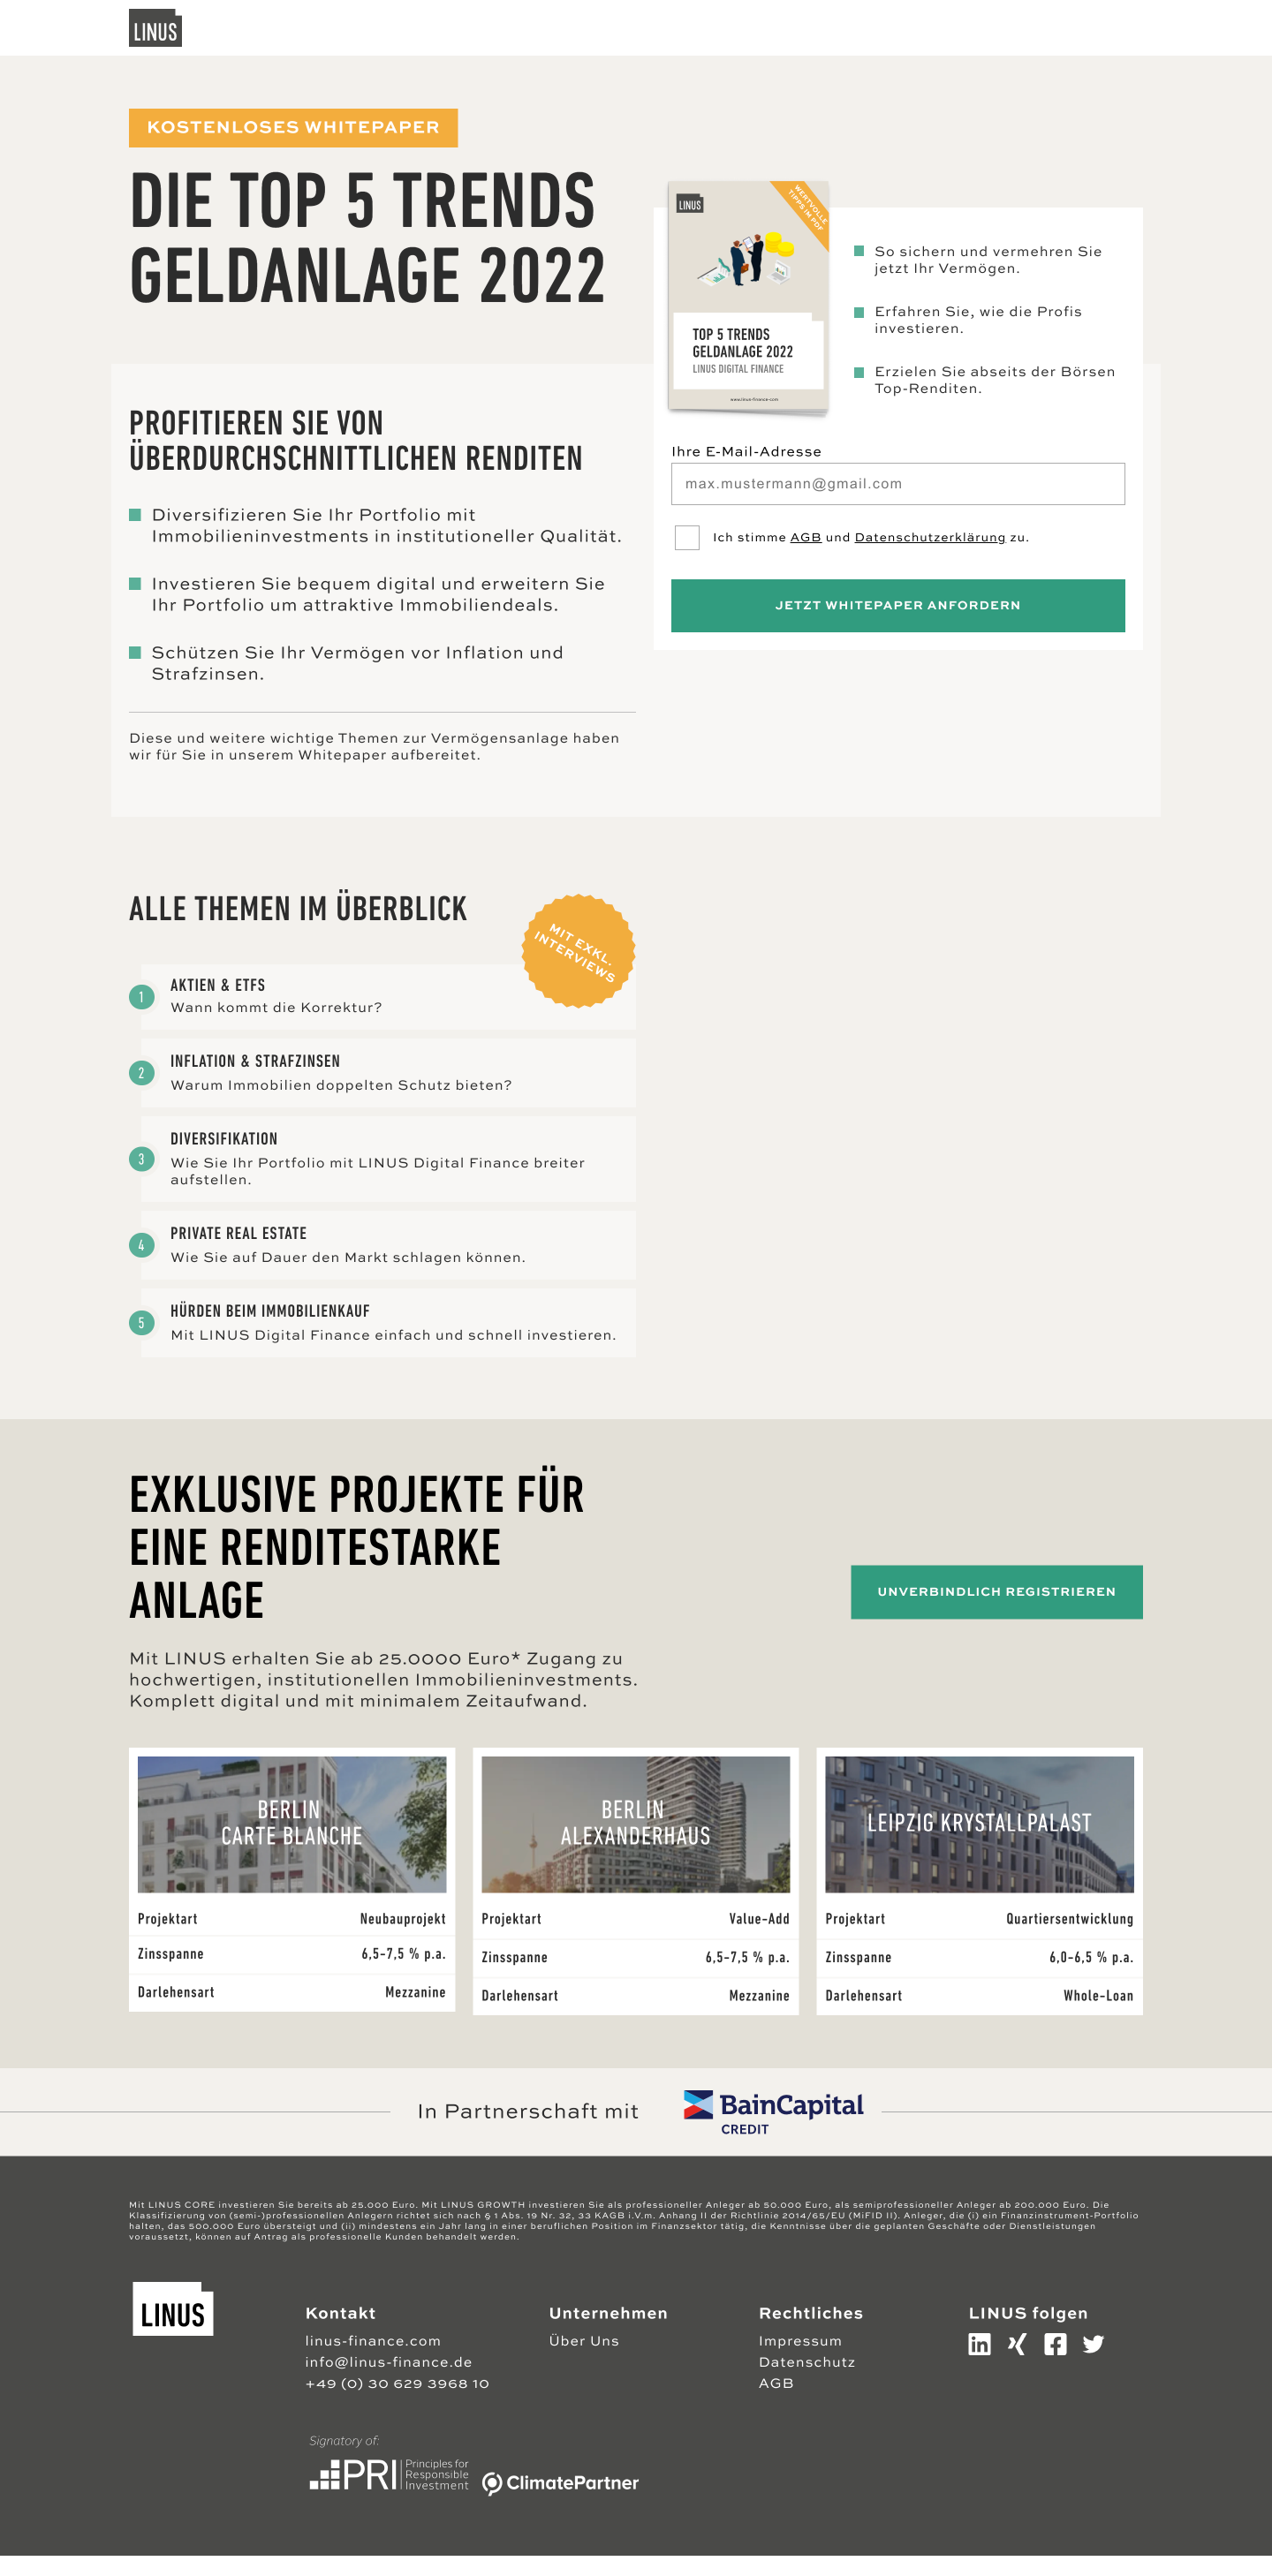 LINUS
KOSTENLOSES WHITEPAPER
DIE TOP 5 TRENDS
GELDANLAGE 2022
LINUS
WERTVOLLE
TIPPS IN PDF
TOP 5 TRENDS
GELDANLAGE 2022
LINUS DIGITAL FINANCE
www.linus-finance.com
So sichern und vermehren Sie
jetzt Ihr Vermögen.
Erfahren Sie, wie die Profis
investieren.
Erzielen Sie abseits der Börsen
Top-Renditen.
Ihre E-Mail-Adresse
max.mustermann@gmail.com
Ich stimme AGB und Datenschutzerklärung zu.
JETZT WHITEPAPER ANFORDERN
PROFITIEREN SIE VON
ÜBERDURCHSCHNITTLICHEN RENDITEN
Diversifizieren Sie Ihr Portfolio mit
Immobilieninvestments in institutioneller Qualität.
Investieren Sie bequem digital und erweitern Sie
Ihr Portfolio um attraktive Immobiliendeals.
Schützen Sie Ihr Vermögen vor Inflation und
Strafzinsen.
Diese und weitere wichtige Themen zur Vermögensanlage haben
wir für Sie in unserem Whitepaper aufbereitet.
ALLE THEMEN IM ÜBERBLICK
MIT EXKL.
INTERVIEWS
1
AKTIEN & ETFS
Wann kommt die Korrektur?
2
INFLATION & STRAFZINSEN
Warum Immobilien doppelten Schutz bieten?
3
DIVERSIFIKATION
Wie Sie Ihr Portfolio mit LINUS Digital Finance breiter
aufstellen.
4
PRIVATE REAL ESTATE
Wie Sie auf Dauer den Markt schlagen können.
5
HÜRDEN BEIM IMMOBILIENKAUF
Mit LINUS Digital Finance einfach und schnell investieren.
EXKLUSIVE PROJEKTE FÜR
EINE RENDITESTARKE
ANLAGE
UNVERBINDLICH REGISTRIEREN
Mit LINUS erhalten Sie ab 25.0000 Euro* Zugang zu
hochwertigen, institutionellen Immobilieninvestments.
Komplett digital und mit minimalem Zeitaufwand.
BERLIN
CARTE BLANCHE
Projektart Neubauprojekt
Zinsspanne 6,5-7,5 % p.a.
Darlehensart Mezzanine
BERLIN
ALEXANDERHAUS
Projektart Value-Add
Zinsspanne 6,5-7,5 % p.a.
Darlehensart Mezzanine
LEIPZIG KRYSTALLPALAST
Projektart Quartiersentwicklung
Zinsspanne 6,0-6,5 % p.a.
Darlehensart Whole-Loan
In Partnerschaft mit
BainCapital
CREDIT
Mit LINUS CORE investieren Sie bereits ab 25.000 Euro. Mit LINUS GROWTH investieren Sie als professioneller Anleger ab 50.000 Euro, als semiprofessioneller Anleger ab 200.000 Euro. Die
Klassifizierung von (semi-)professionellen Anlegern richtet sich nach § 1 Abs. 19 Nr. 32, 33 KAGB i.V.m. Anhang II der Richtlinie 2014/65/EU (MiFID II). Anleger, die (i) ein Finanzinstrument-Portfolio
halten, das 500.000 Euro übersteigt und (ii) mindestens ein Jahr lang in einer beruflichen Position im Finanzsektor tätig, die Kenntnisse über die geplanten Geschäfte oder Dienstleistungen
voraussetzt, können auf Antrag als professionelle Kunden behandelt werden.
LINUS
Kontakt
linus-finance.com
info@linus-finance.de
+49 (0) 30 629 3968 10
Unternehmen
Über Uns
Rechtliches
Impressum
Datenschutz
AGB
LINUS folgen
Signatory of:
PRI
Principles for
Responsible
Investment
ClimatePartner